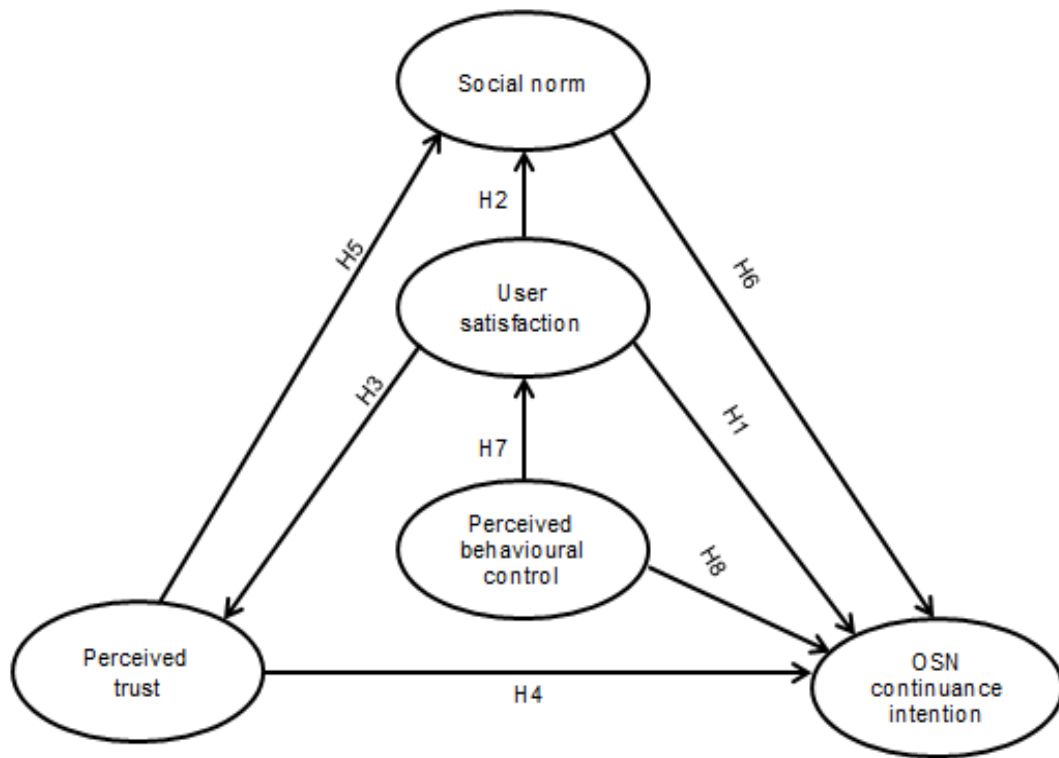 Social norm
H2
H5
H6
User
satisfaction
H3
H1
H7
Perceived
behavioural
control
H8
Perceived
trust
H4
OSN
continuance
intention